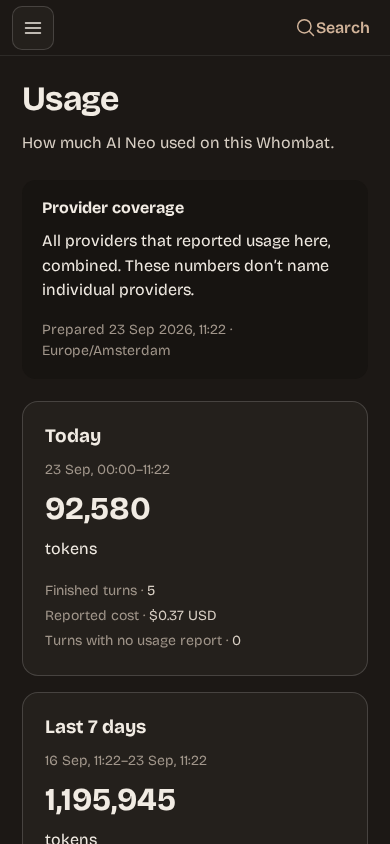 Search
Usage
How much AI Neo used on this Whombat.
Provider coverage
All providers that reported usage here,
combined. These numbers don't name
individual providers.
Prepared 23 Sep 2026, 11:22 ·
Europe/Amsterdam
Today
23 Sep, 00:00–11:22
92,580
tokens
Finished turns · 5
Reported cost · $0.37 USD
Turns with no usage report · 0
Last 7 days
16 Sep, 11:22–23 Sep, 11:22
1,195,945
tokens